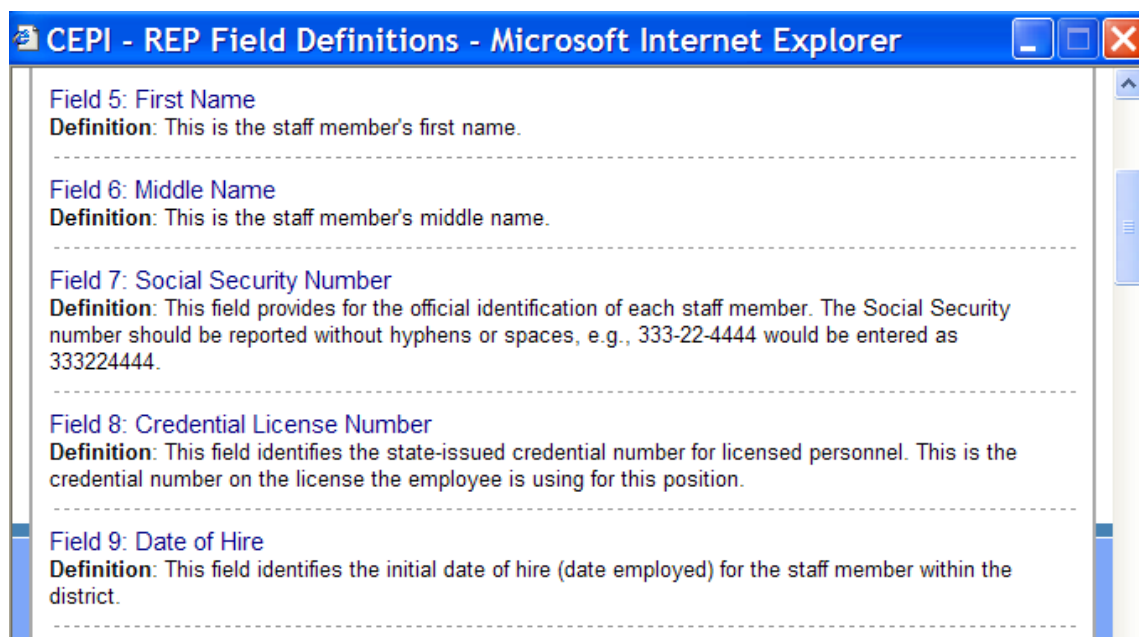 CEPI - REP Field Definitions - Microsoft Internet Explorer
Field 5: First Name
Definition: This is the staff member's first name.
Field 6: Middle Name
Definition: This is the staff member's middle name.
Field 7: Social Security Number
Definition: This field provides for the official identification of each staff member. The Social Security
number should be reported without hyphens or spaces, e.g., 333-22-4444 would be entered as
333224444.
Field 8: Credential License Number
Definition: This field identifies the state-issued credential number for licensed personnel. This is the
credential number on the license the employee is using for this position.
Field 9: Date of Hire
Definition: This field identifies the initial date of hire (date employed) for the staff member within the
district.